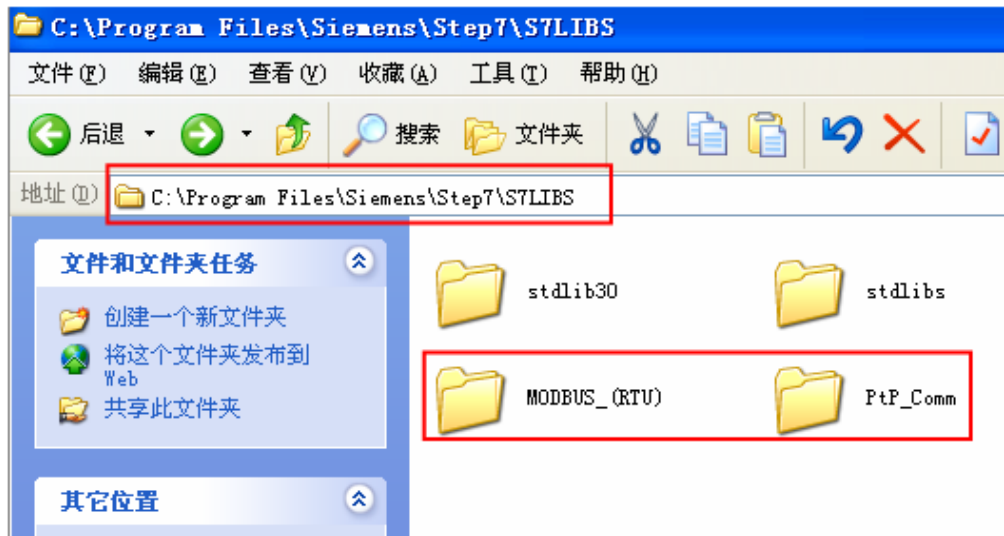 C:\Program Files\Siemens\Step7\S7LIBS
文件(F) 编辑(E) 查看(V) 收藏(A) 工具(T) 帮助(H)
后退 搜索 文件夹
地址(D) C:\Program Files\Siemens\Step7\S7LIBS
文件和文件夹任务
创建一个新文件夹
将这个文件夹发布到
Web
共享此文件夹
其它位置
stdlib30 stdlibs
MODBUS_(RTU) PtP_Comm